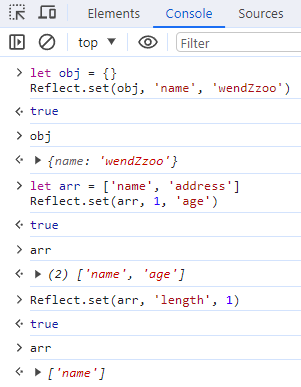 Elements Console Sources
top Filter
let obj = {}
Reflect.set(obj, 'name', 'wendZzoo')
true
obj
{name: 'wendZzoo'}
let arr = ['name', 'address']
Reflect.set(arr, 1, 'age')
true
arr
(2) ['name', 'age']
Reflect.set(arr, 'length', 1)
true
arr
['name']